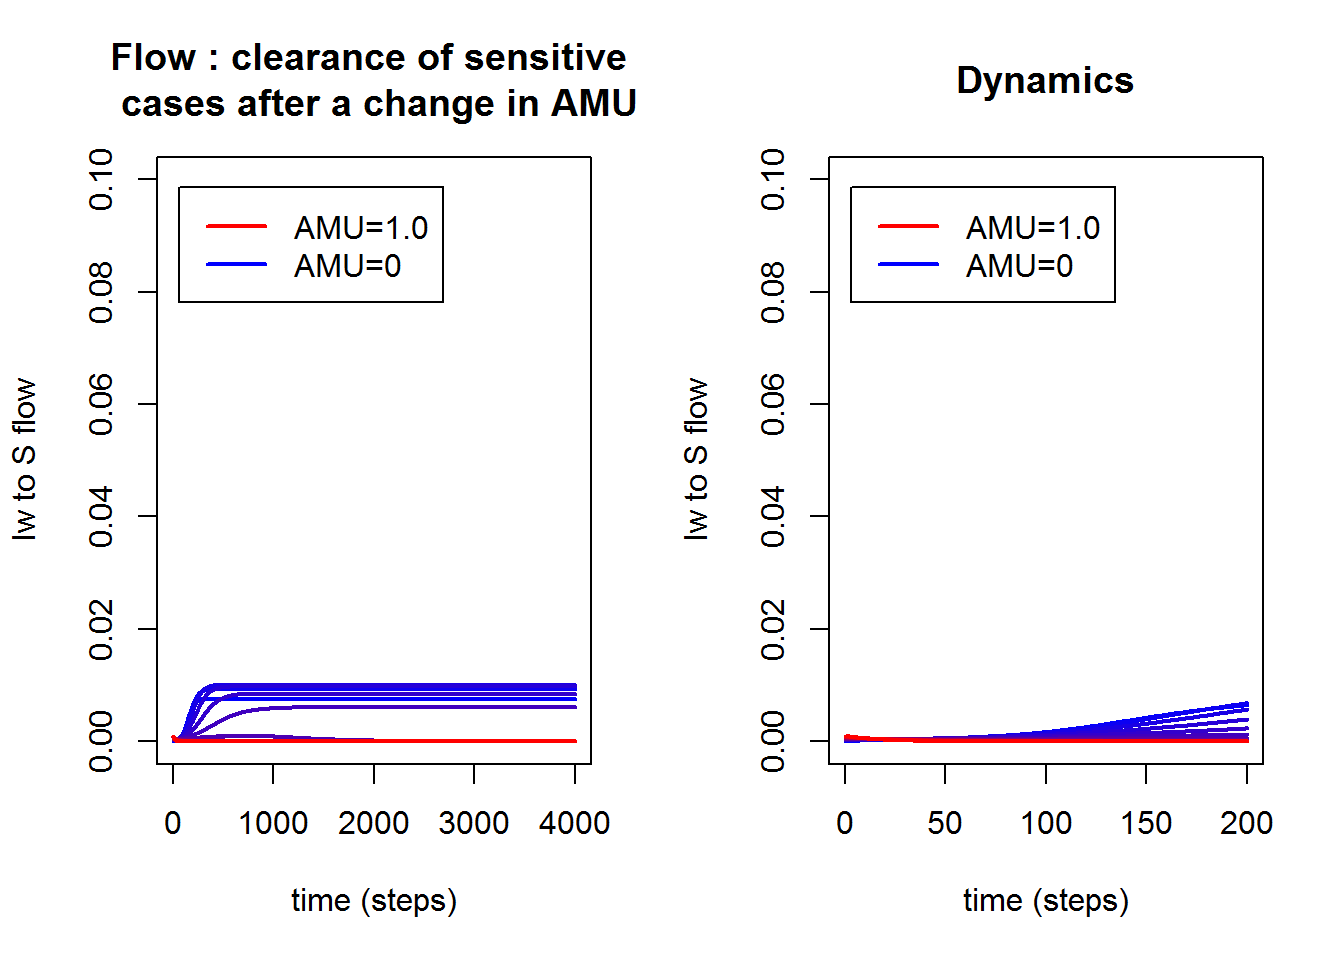 Flow : clearance of sensitive
cases after a change in AMU
Iw to S flow
0.10
0.08
0.06
0.04
0.02
0.00
AMU=1.0
AMU=0
0 1000 2000 3000 4000
time (steps)
Dynamics
Iw to S flow
0.10
0.08
0.06
0.04
0.02
0.00
AMU=1.0
AMU=0
0 50 100 150 200
time (steps)